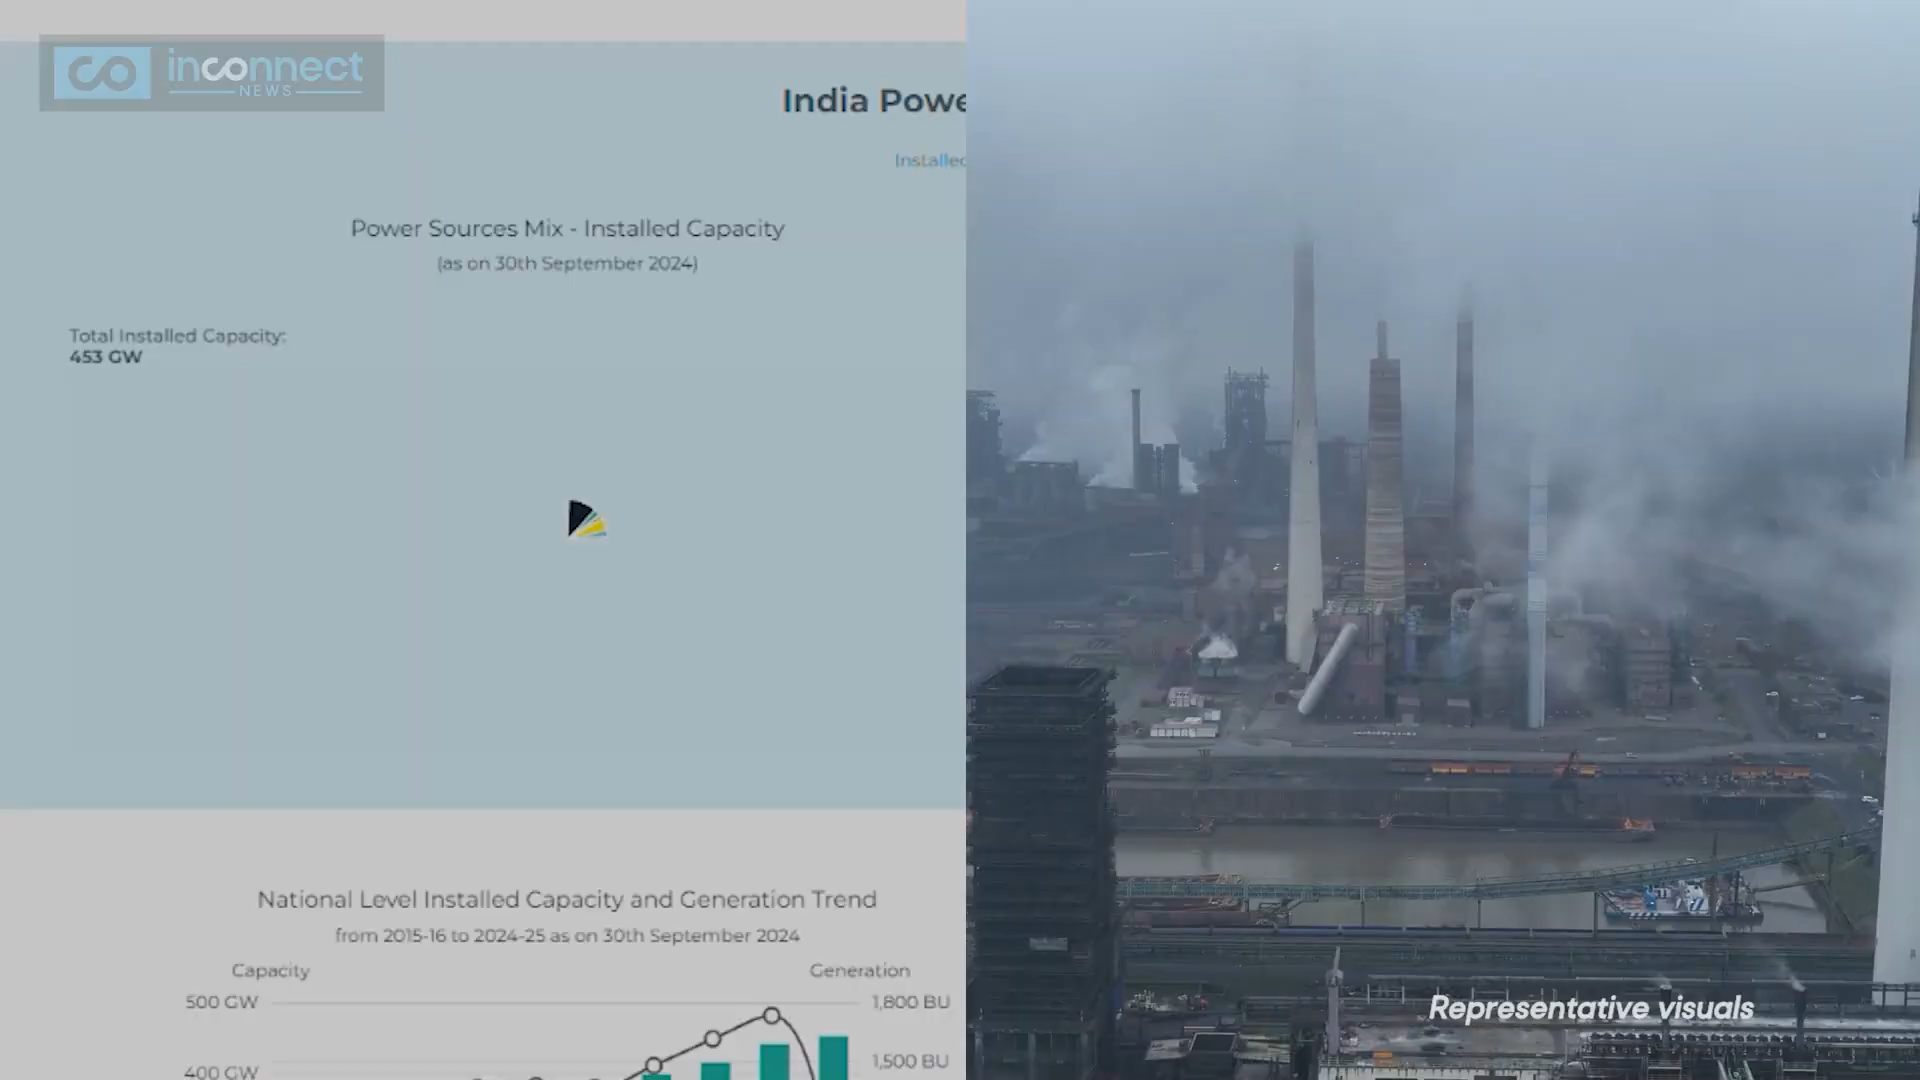 inconnect
NEWS
India Powe
Installed
Power Sources Mix - Installed Capacity
(as on 30th September 2024)
Total Installed Capacity:
453 GW
National Level Installed Capacity and Generation Trend
from 2015-16 to 2024-25 as on 30th September 2024
Capacity
Generation
500 GW
1,800 BU
400 GW
1,500 BU
Representative visuals